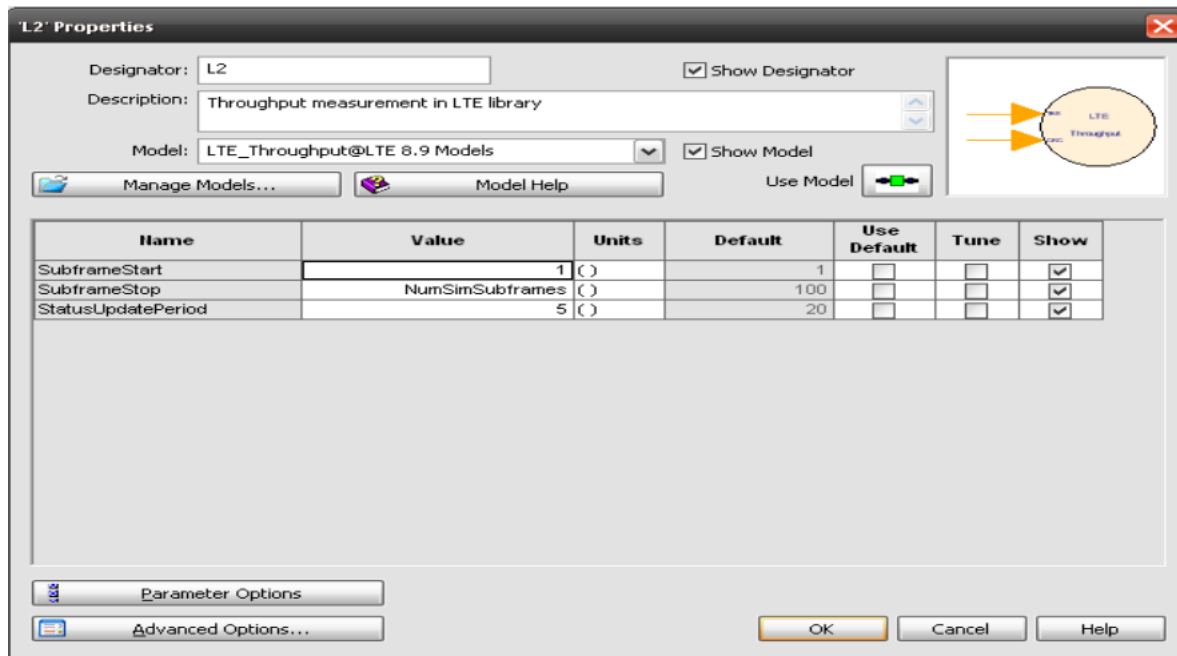 'L2' Properties
Designator: L2
Show Designator
Description: Throughput measurement in LTE library
Model: LTE_Throughput@LTE 8.9 Models
Show Model
Manage Models...
Model Help
Use Model
LTE
Throughput
Name Value Units Default Use Default Tune Show
SubframeStart 1 ( ) 1
SubframeStop NumSimSubframes ( ) 100
StatusUpdatePeriod 5 ( ) 20
Parameter Options
Advanced Options...
OK
Cancel
Help